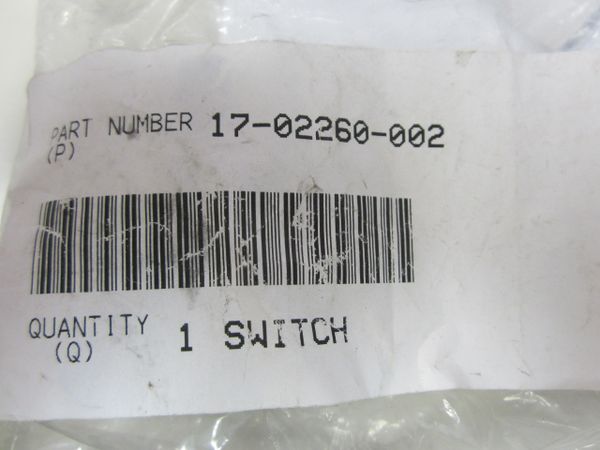 PART NUMBER 17-02260-002
(P)
QUANTITY 1 SWITCH
(Q)